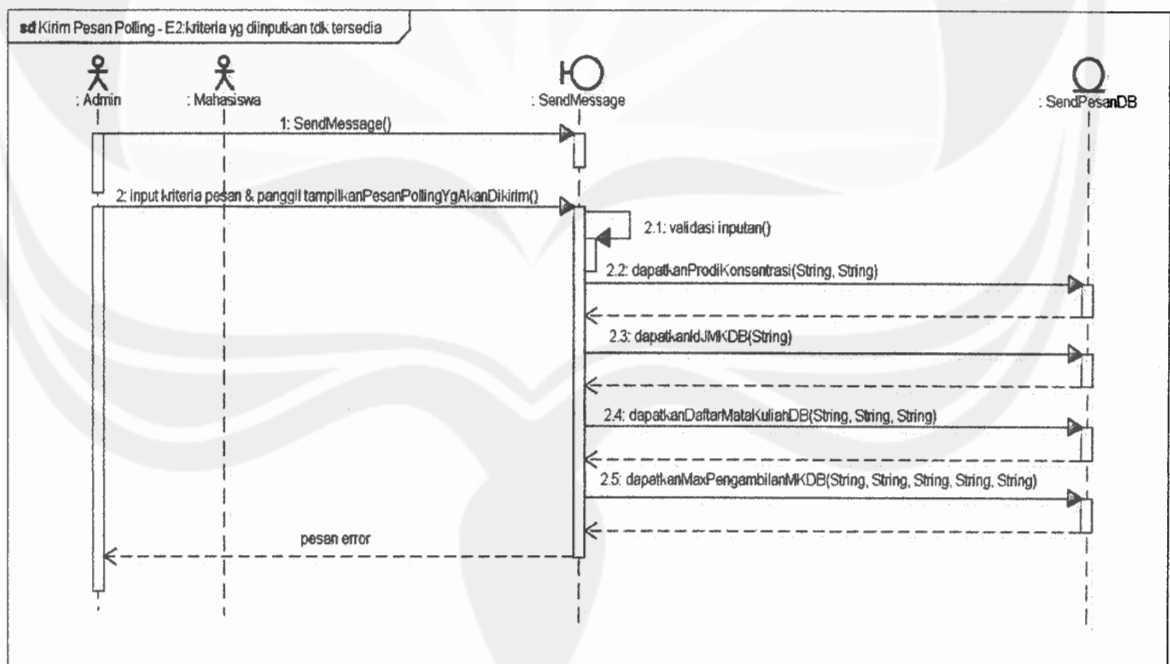 sd Kirim Pesan Polling - E2:kriteria yg diinputkan tdk tersedia
: Admin
: Mahasiswa
: SendMessage
: SendPesanDB
1: SendMessage()
2: input kriteria pesan & panggil tampilkanPesanPollingYgAkanDikirim()
2.1: validasi inputan()
2.2: dapatkanProdiKonsentrasi(String, String)
2.3: dapatkanIdJMKDB(String)
2.4: dapatkanDaftarMataKuliahDB(String, String, String)
2.5: dapatkanMaxPengambilanMKDB(String, String, String, String, String)
pesan error